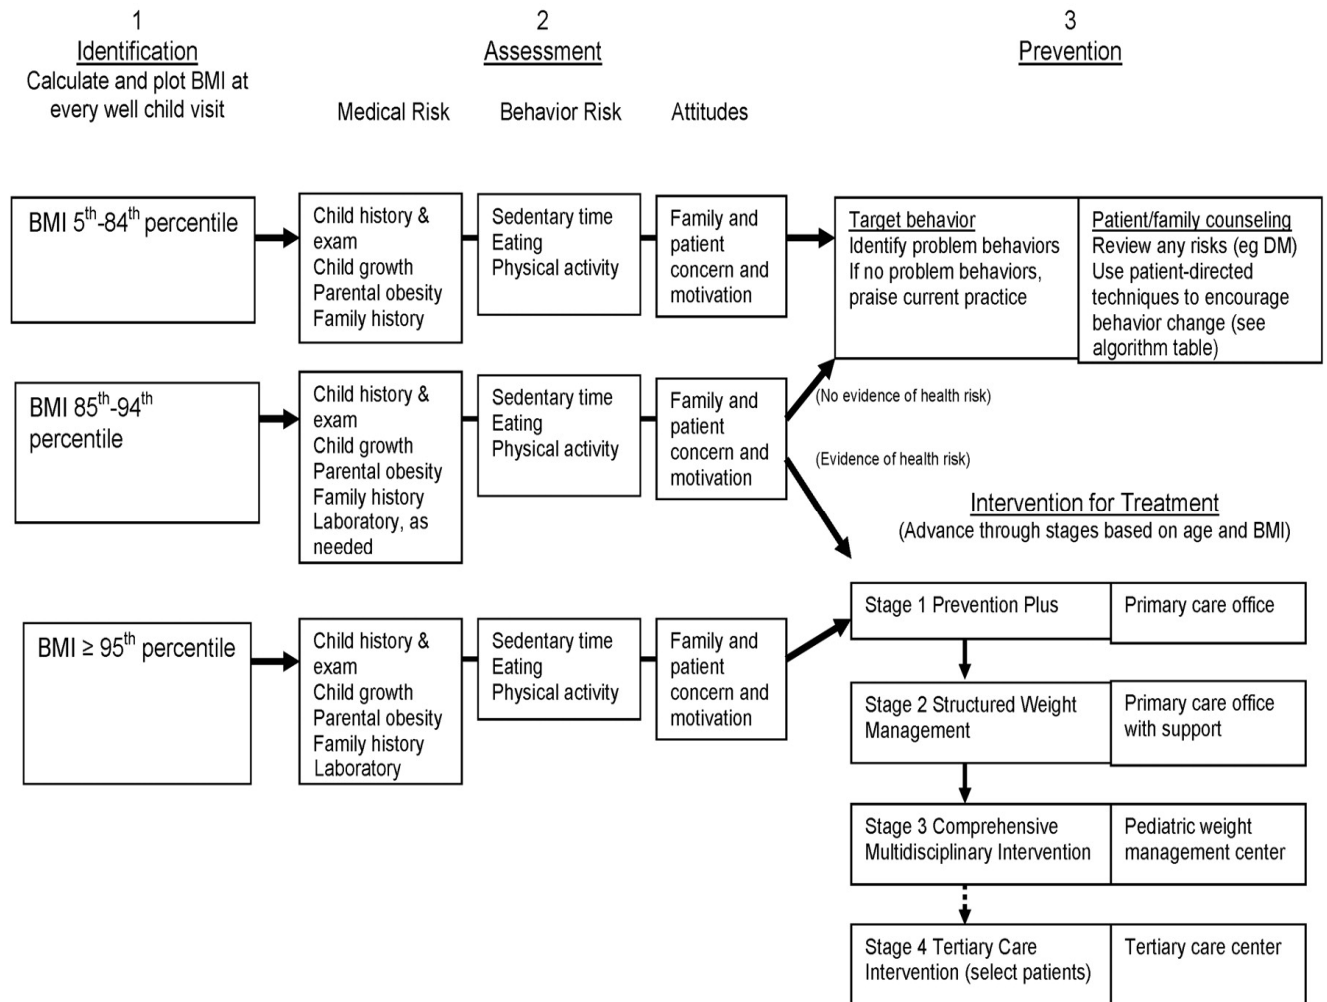 1
Identification
Calculate and plot BMI at
every well child visit
2
Assessment
Medical Risk
Behavior Risk
Attitudes
3
Prevention
BMI 5th-84th percentile
Child history &
exam
Child growth
Parental obesity
Family history
Sedentary time
Eating
Physical activity
Family and
patient
concern and
motivation
Target behavior
Identify problem behaviors
If no problem behaviors,
praise current practice
Patient/family counseling
Review any risks (eg DM)
Use patient-directed
techniques to encourage
behavior change (see
algorithm table)
BMI 85th-94th
percentile
Child history &
exam
Child growth
Parental obesity
Family history
Laboratory, as
needed
Sedentary time
Eating
Physical activity
Family and
patient
concern and
motivation
(No evidence of health risk)
(Evidence of health risk)
Intervention for Treatment
(Advance through stages based on age and BMI)
BMI ≥ 95th percentile
Child history &
exam
Child growth
Parental obesity
Family history
Laboratory
Sedentary time
Eating
Physical activity
Family and
patient
concern and
motivation
Stage 1 Prevention Plus
Primary care office
Stage 2 Structured Weight
Management
Primary care office
with support
Stage 3 Comprehensive
Multidisciplinary Intervention
Pediatric weight
management center
Stage 4 Tertiary Care
Intervention (select patients)
Tertiary care center